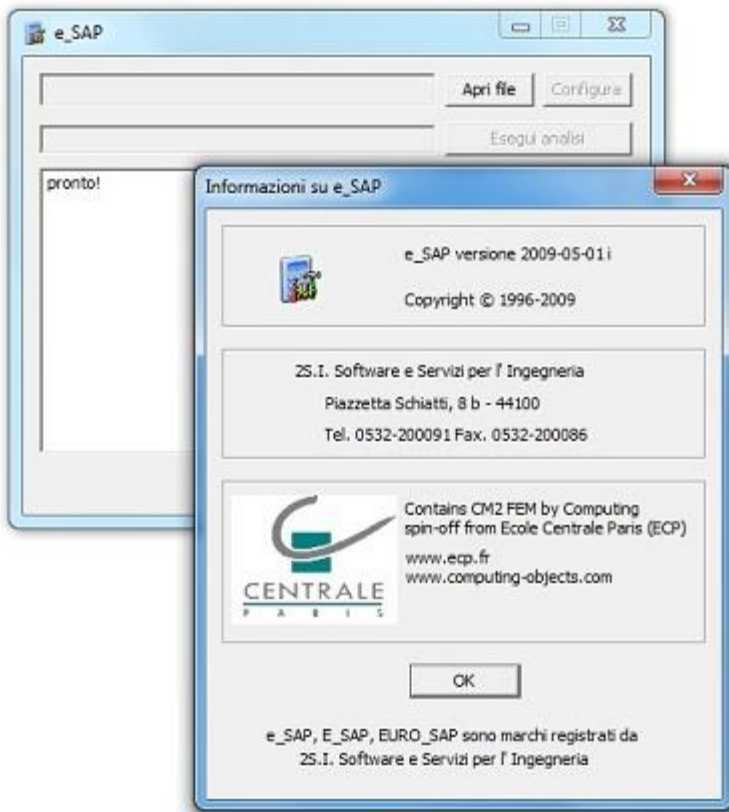 e_SAP
Apri file
Configura
Esegui analisi
pronto!
Informazioni su e_SAP
e_SAP versione 2009-05-01 i
Copyright © 1996-2009
2S.I. Software e Servizi per l' Ingegneria
Piazzetta Schiatti, 8 b - 44100
Tel. 0532-200091 Fax. 0532-200086
CENTRALE
PARIS
Contains CM2 FEM by Computing
spin-off from Ecole Centrale Paris (ECP)
www.ecp.fr
www.computing-objects.com
OK
e_SAP, E_SAP, EURO_SAP sono marchi registrati da
2S.I. Software e Servizi per l' Ingegneria